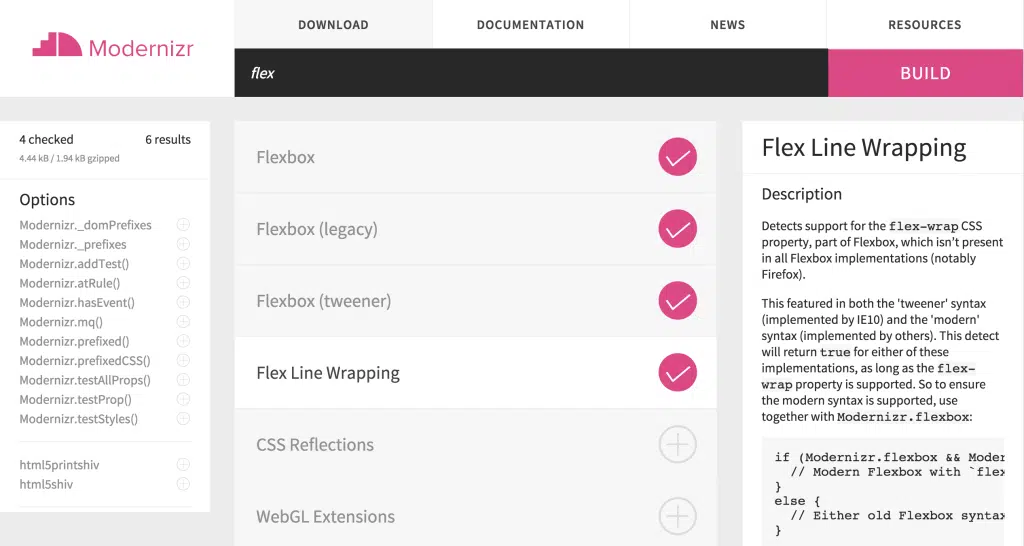 Modernizr
DOWNLOAD
DOCUMENTATION
NEWS
RESOURCES
flex
BUILD
4 checked
6 results
4.44 kB / 1.94 kB gzipped
Options
Modernizr._domPrefixes
Modernizr._prefixes
Modernizr.addTest()
Modernizr.atRule()
Modernizr.hasEvent()
Modernizr.mq()
Modernizr.prefixed()
Modernizr.prefixedCSS()
Modernizr.testAllProps()
Modernizr.testProp()
Modernizr.testStyles()
html5printshiv
html5shiv
Flexbox
Flexbox (legacy)
Flexbox (tweener)
Flex Line Wrapping
CSS Reflections
WebGL Extensions
Flex Line Wrapping
Description
Detects support for the flex-wrap CSS
property, part of Flexbox, which isn’t present
in all Flexbox implementations (notably
Firefox).
This featured in both the 'tweener' syntax
(implemented by IE10) and the 'modern'
syntax (implemented by others). This detect
will return true for either of these
implementations, as long as the flex-
wrap property is supported. So to ensure
the modern syntax is supported, use
together with Modernizr.flexbox:
if (Modernizr.flexbox && Moder
// Modern Flexbox with `flex
}
else {
// Either old Flexbox syntax
}